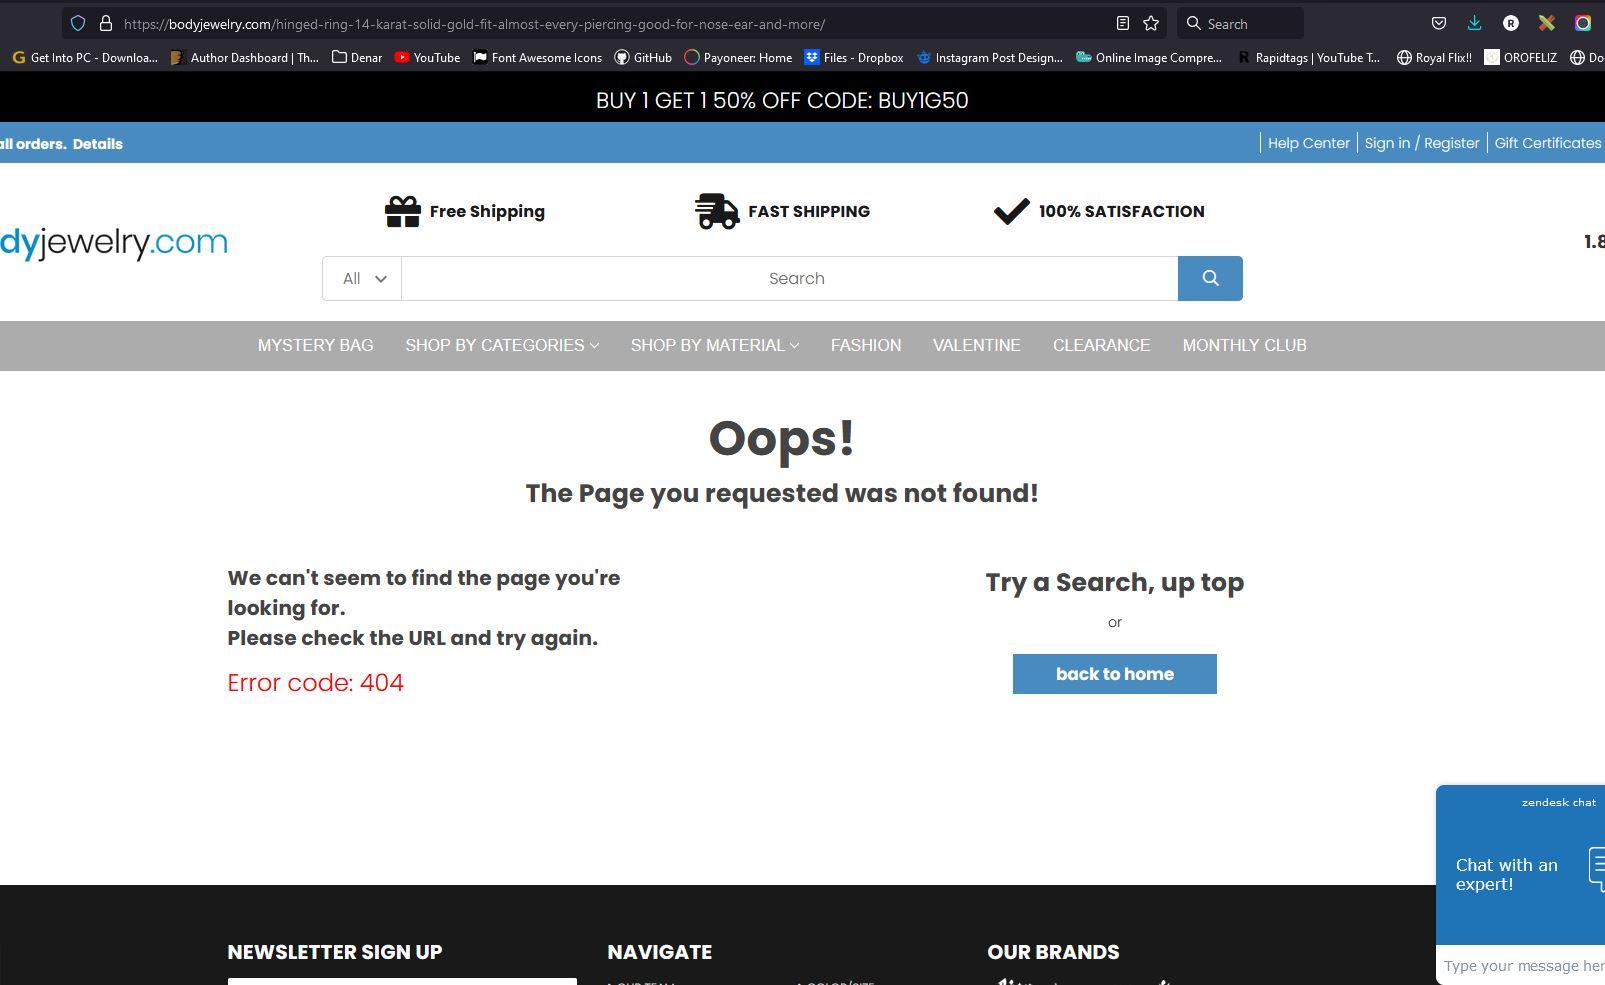 https://bodyjewelry.com/hinged-ring-14-karat-solid-gold-fit-almost-every-piercing-good-for-nose-ear-and-more/
Search
Get Into PC - Downloa...
Author Dashboard | Th...
Denar
YouTube
Font Awesome Icons
GitHub
Payoneer: Home
Files - Dropbox
Instagram Post Design...
Online Image Compre...
Rapidtags | YouTube T...
Royal Flix!!
OROFELIZ
Do
BUY 1 GET 1 50% OFF CODE: BUY1G50
all orders. Details
Help Center
Sign in / Register
Gift Certificates
Free Shipping
FAST SHIPPING
100% SATISFACTION
dyjewelry.com
1.8
All
Search
MYSTERY BAG
SHOP BY CATEGORIES
SHOP BY MATERIAL
FASHION
VALENTINE
CLEARANCE
MONTHLY CLUB
Oops!
The Page you requested was not found!
We can't seem to find the page you're
looking for.
Please check the URL and try again.
Error code: 404
Try a Search, up top
or
back to home
zendesk chat
Chat with an
expert!
Type your message her
NEWSLETTER SIGN UP
NAVIGATE
OUR BRANDS
OUR TEAM
COLOR/SIZE